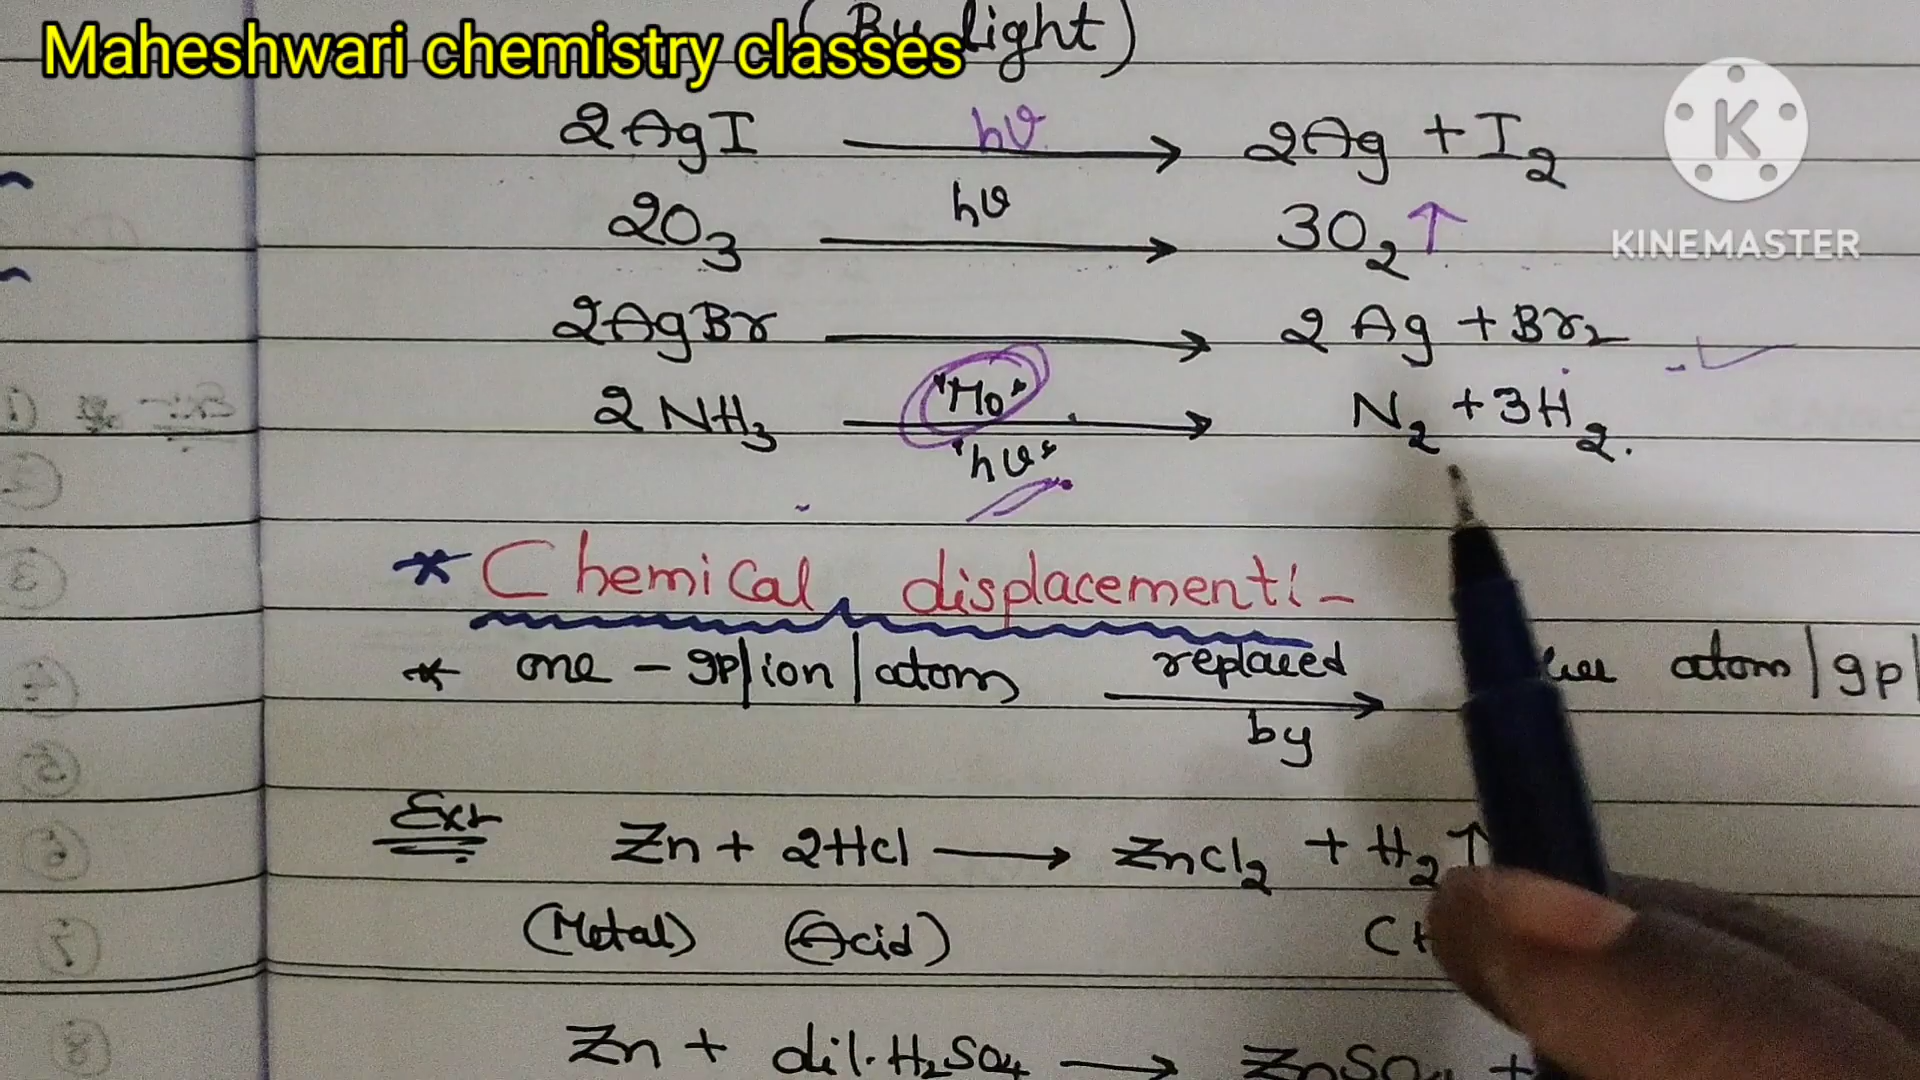 (By light)
Maheshwari chemistry classes
2AgI hν→ 2Ag + I₂
K
KINEMASTER
2O₃ hν→ 3O₂↑
2AgBr → 2Ag + Br₂
2NH₃ "Mo" "hν"→ N₂ + 3H₂.
* Chemical displacement:-
* one - gp/ion/atom replaced by→ atom/gp/
Ex:- Zn + 2HCl → ZnCl₂ + H₂↑
(Metal) (Acid)
Zn + dil. H₂SO₄ → ZnSO₄ +